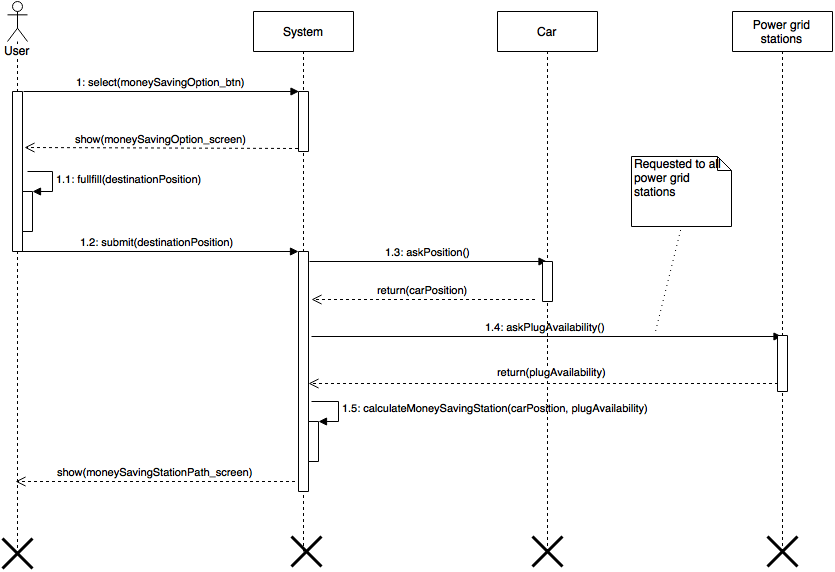 User
System
Car
Power grid
stations
1: select(moneySavingOption_btn)
show(moneySavingOption_screen)
Requested to all
power grid
stations
1.1: fullfill(destinationPosition)
1.2: submit(destinationPosition)
1.3: askPosition()
return(carPosition)
1.4: askPlugAvailability()
return(plugAvailability)
1.5: calculateMoneySavingStation(carPosition, plugAvailability)
show(moneySavingStationPath_screen)